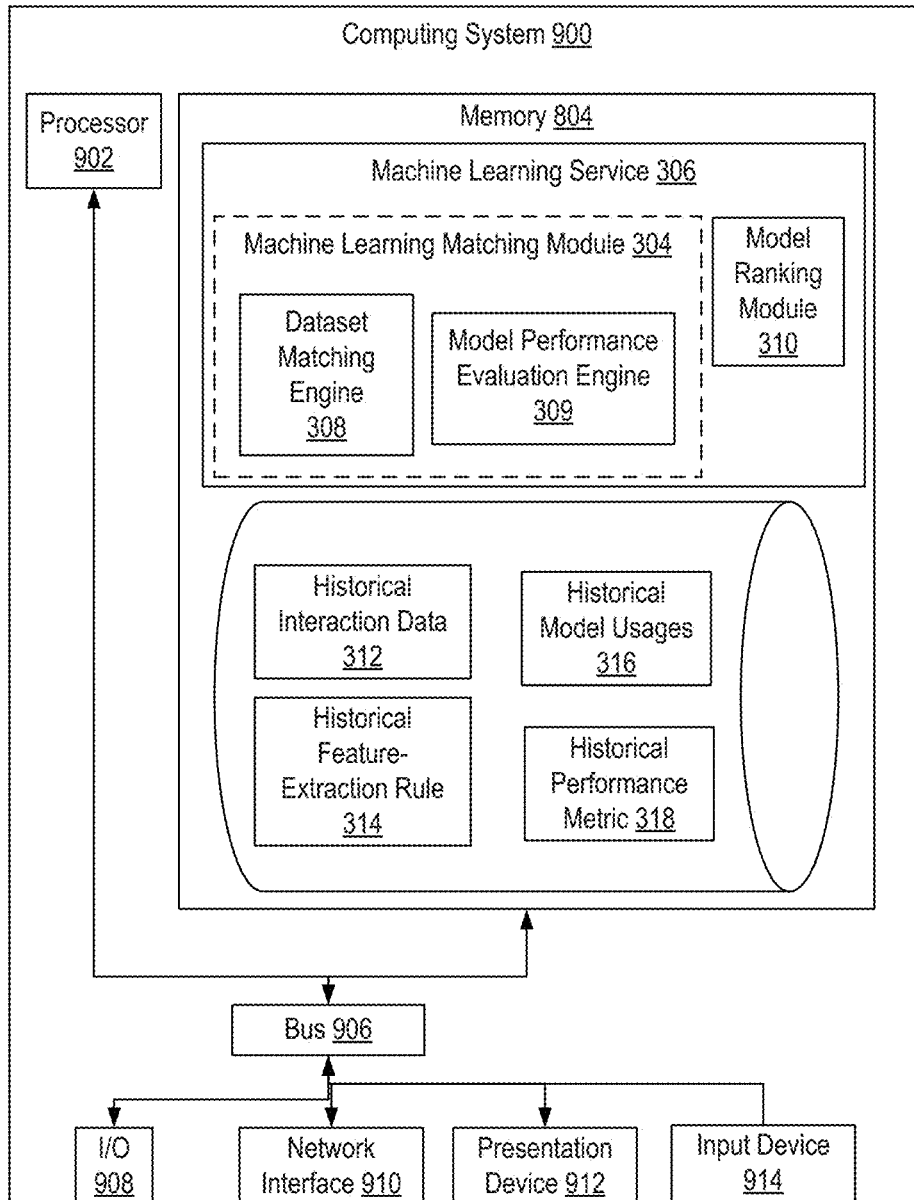 Computing System 900
Processor
902
Memory 804
Machine Learning Service 306
Machine Learning Matching Module 304
Dataset
Matching
Engine
308
Model Performance
Evaluation Engine
309
Model
Ranking
Module
310
Historical
Interaction Data
312
Historical
Model Usages
316
Historical
Feature-
Extraction Rule
314
Historical
Performance
Metric 318
Bus 906
I/O
908
Network
Interface 910
Presentation
Device 912
Input Device
914